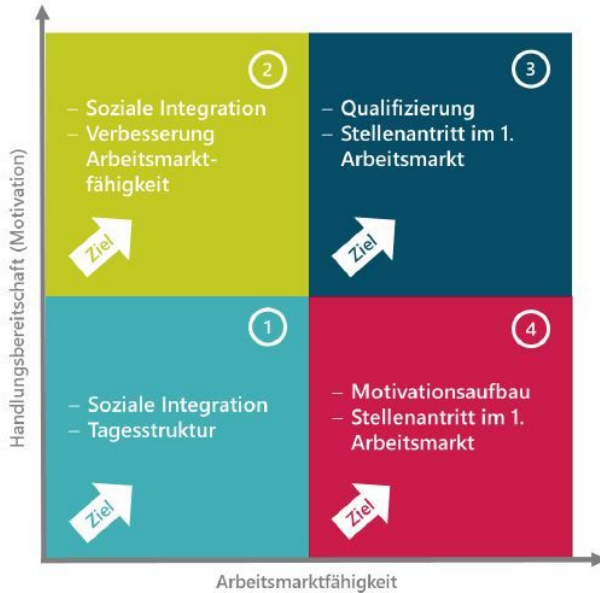 Handlungsbereitschaft (Motivation)
2
– Soziale Integration
– Verbesserung
Arbeitsmarkt-
fähigkeit
Ziel
3
– Qualifizierung
– Stellenantritt im 1.
Arbeitsmarkt
Ziel
1
– Soziale Integration
– Tagesstruktur
Ziel
4
– Motivationsaufbau
– Stellenantritt im 1.
Arbeitsmarkt
Ziel
Arbeitsmarktfähigkeit